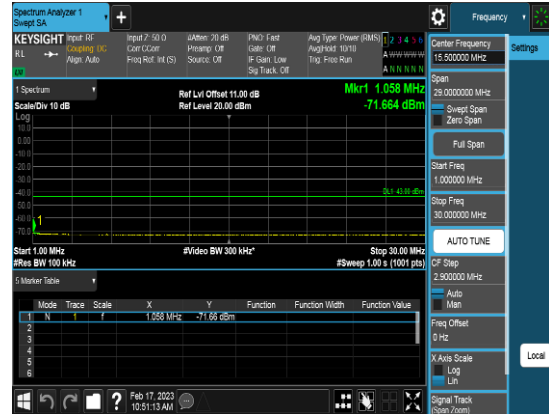 Spectrum Analyzer 1
Swept SA
Frequency
KEYSIGHT
RL
Input: RF
Coupling: DC
Align: Auto
Input Z: 50 Ω
Corr CCorr
Freq Ref: Int (S)
#Atten: 20 dB
Preamp: Off
Source: Off
PNO: Fast
Gate: Off
IF Gain: Low
Sig Track: Off
Avg Type: Power (RMS)
Avg|Hold: 10/10
Trig: Free Run
1 2 3 4 5 6
A W W W W W
A N N N N N
1 Spectrum
Scale/Div 10 dB
Log
Ref Lvl Offset 11.00 dB
Ref Level 20.00 dBm
Mkr1 1.058 MHz
-71.664 dBm
10.0
0.00
-10.0
-20.0
-30.0
-40.0
-50.0
-60.0
-70.0
1
Start 1.00 MHz
#Res BW 100 kHz
#Video BW 300 kHz*
Stop 30.00 MHz
#Sweep 1.00 s (1001 pts)
5 Marker Table
Mode Trace Scale X Y Function Function Width Function Value
1 N 1 f 1.058 MHz -71.66 dBm
2
3
4
5
6
Feb 17, 2023
10:51:13 AM
Center Frequency
15.500000 MHz
Settings
Span
29.0000000 MHz
Swept Span
Zero Span
Full Span
Start Freq
1.000000 MHz
Stop Freq
30.000000 MHz
AUTO TUNE
CF Step
2.900000 MHz
Auto
Man
Freq Offset
0 Hz
X Axis Scale
Log
Lin
Local
Signal Track
(Span Zoom)